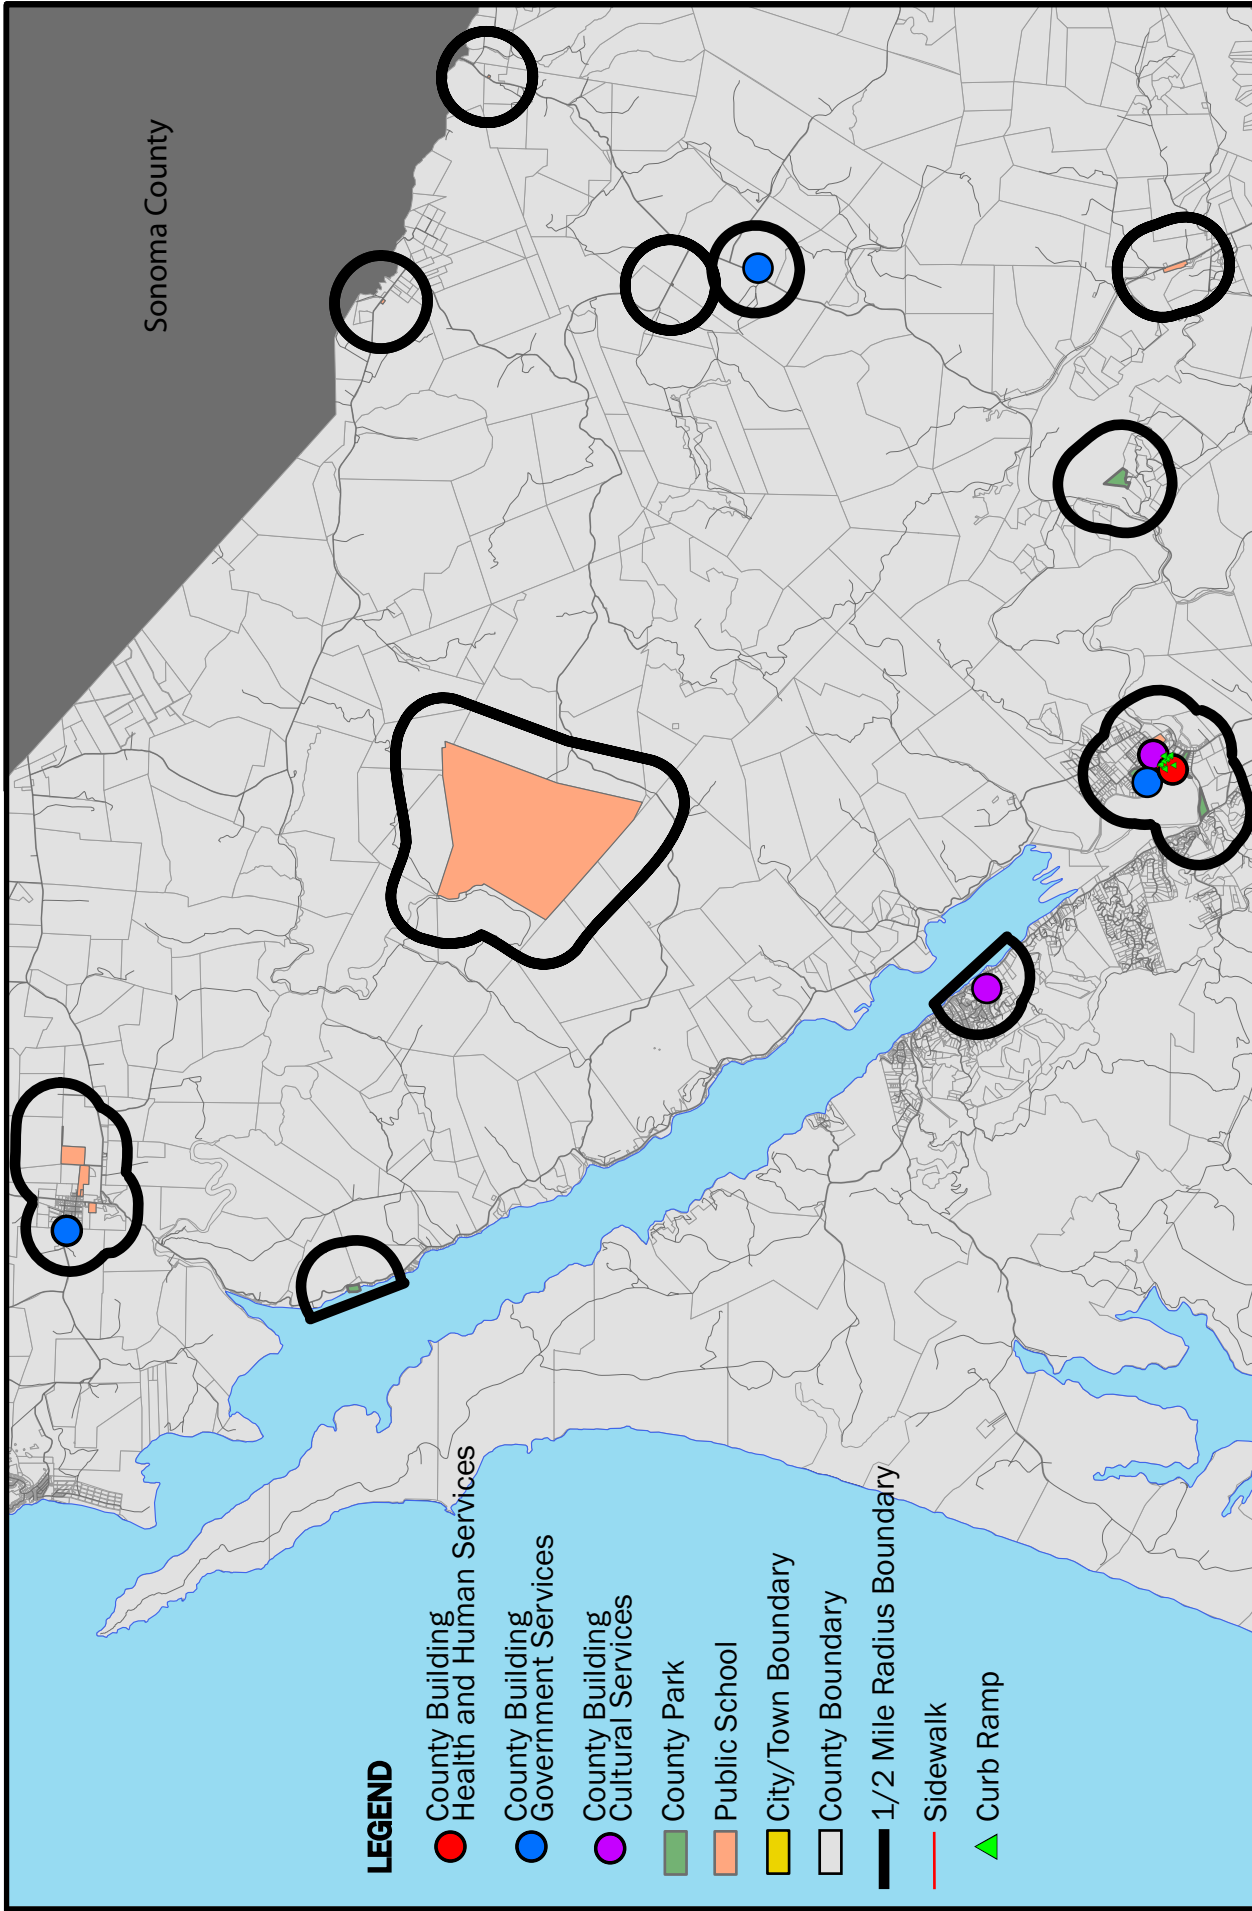 Sonoma County
LEGEND
County Building
Health and Human Services
County Building
Government Services
County Building
Cultural Services
County Park
Public School
City/Town Boundary
County Boundary
1/2 Mile Radius Boundary
Sidewalk
Curb Ramp